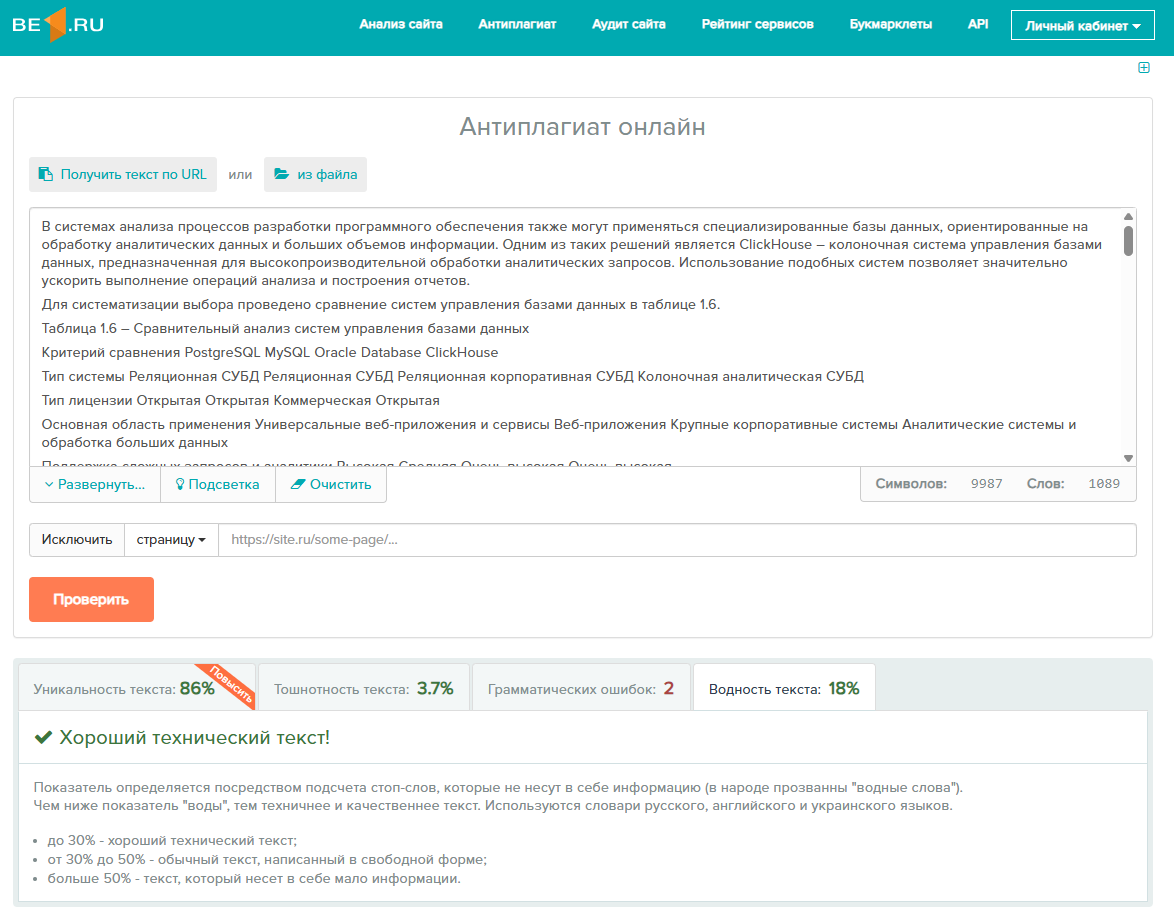 BE1.RU
Анализ сайта Антиплагиат Аудит сайта Рейтинг сервисов Букмарклеты API Личный кабинет
Антиплагиат онлайн
Получить текст по URL или из файла
В системах анализа процессов разработки программного обеспечения также могут применяться специализированные базы данных, ориентированные на
обработку аналитических данных и больших объемов информации. Одним из таких решений является ClickHouse – колоночная система управления базами
данных, предназначенная для высокопроизводительной обработки аналитических запросов. Использование подобных систем позволяет значительно
ускорить выполнение операций анализа и построения отчетов.
Для систематизации выбора проведено сравнение систем управления базами данных в таблице 1.6.
Таблица 1.6 – Сравнительный анализ систем управления базами данных
Критерий сравнения PostgreSQL MySQL Oracle Database ClickHouse
Тип системы Реляционная СУБД Реляционная СУБД Реляционная корпоративная СУБД Колоночная аналитическая СУБД
Тип лицензии Открытая Открытая Коммерческая Открытая
Основная область применения Универсальные веб-приложения и сервисы Веб-приложения Крупные корпоративные системы Аналитические системы и
обработка больших данных
Поддержка сложных запросов и аналитики Высокая Средняя Очень высокая Очень высокая
Развернуть... Подсветка Очистить Символов: 9987 Слов: 1089
Исключить страницу https://site.ru/some-page/...
Проверить
Уникальность текста: 86% Повысить Тошнотность текста: 3.7% Грамматических ошибок: 2 Водность текста: 18%
Хороший технический текст!
Показатель определяется посредством подсчета стоп-слов, которые не несут в себе информацию (в народе прозванны "водные слова").
Чем ниже показатель "воды", тем техничнее и качественнее текст. Используются словари русского, английского и украинского языков.
до 30% - хороший технический текст;
от 30% до 50% - обычный текст, написанный в свободной форме;
больше 50% - текст, который несет в себе мало информации.